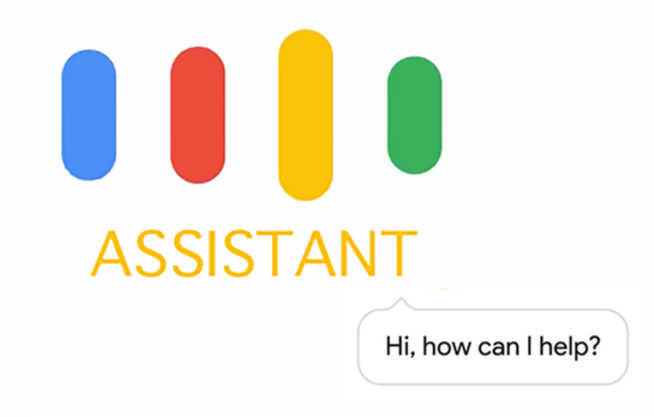 ASSISTANT
Hi, how can I help?